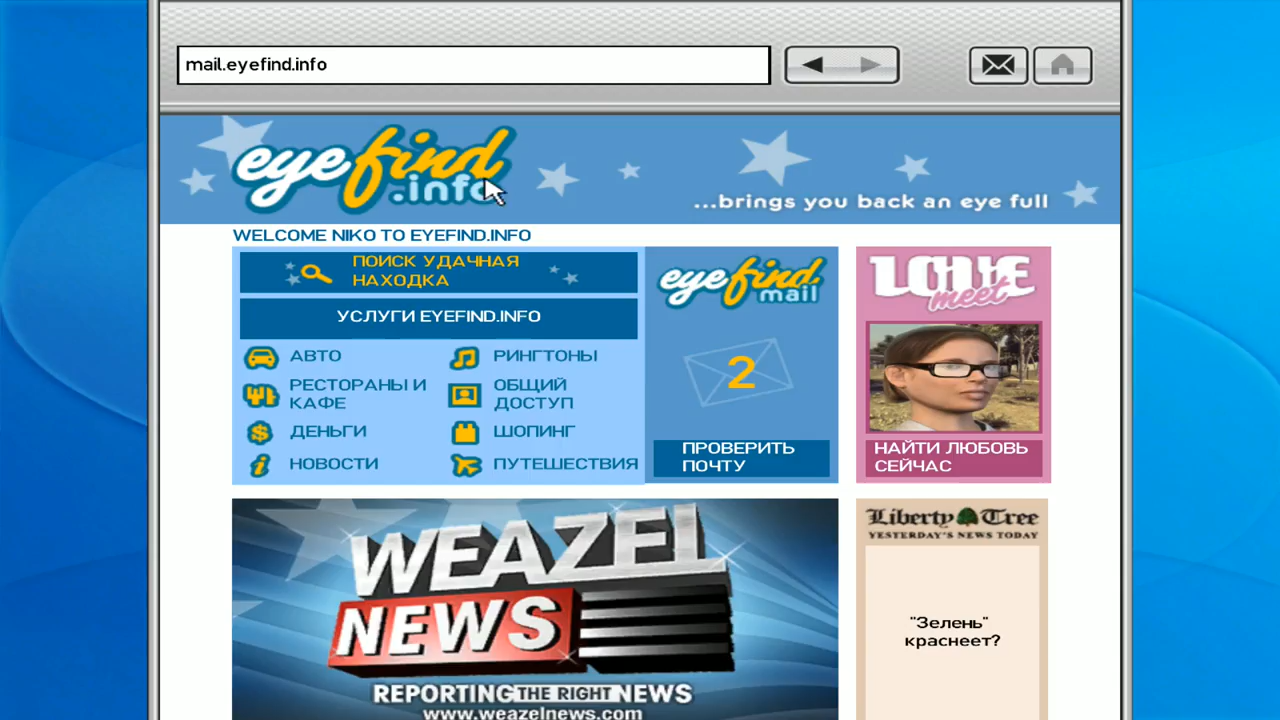 mail.eyefind.info
eyefind
.info
...brings you back an eye full
WELCOME NIKO TO EYEFIND.INFO
ПОИСК УДАЧНАЯ
НАХОДКА
УСЛУГИ EYEFIND.INFO
АВТО
РИНГТОНЫ
РЕСТОРАНЫ И
КАФЕ
ОБЩИЙ
ДОСТУП
ДЕНЬГИ
ШОПИНГ
НОВОСТИ
ПУТЕШЕСТВИЯ
eyefind
mail
2
ПРОВЕРИТЬ
ПОЧТУ
LOVE
meet
НАЙТИ ЛЮБОВЬ
СЕЙЧАС
WEAZEL
NEWS
REPORTING THE RIGHT NEWS
www.weazelnews.com
Liberty Tree
YESTERDAY'S NEWS TODAY
"Зелень"
краснеет?